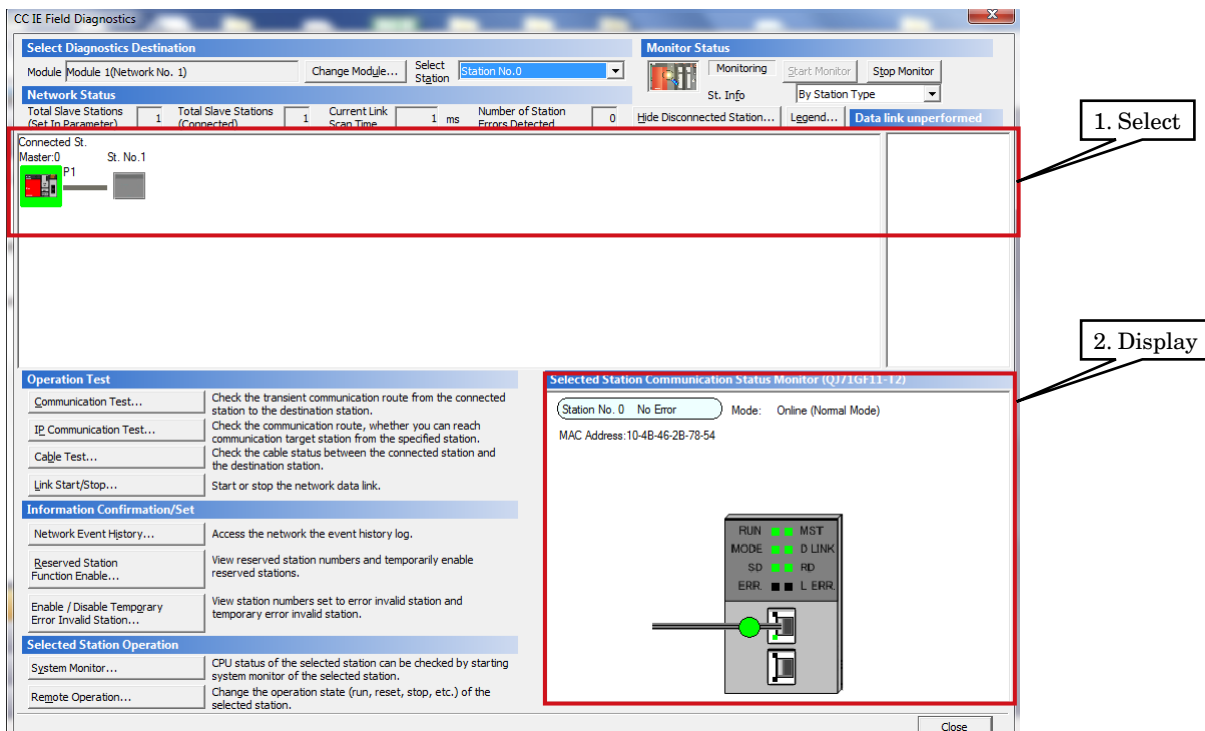 CC IE Field Diagnostics
X
Select Diagnostics Destination
Monitor Status
Module Module 1(Network No. 1)
Change Module...
Select
Station
Station No.0
Monitoring
Start Monitor
Stop Monitor
St. Info
By Station Type
Network Status
Total Slave Stations
(Set In Parameter)
1
Total Slave Stations
(Connected)
1
Current Link
Scan Time
1 ms
Number of Station
Errors Detected
0
Hide Disconnected Station...
Legend...
Data link unperformed
1. Select
Connected St.
Master:0
St. No.1
P1
2. Display
Operation Test
Communication Test...
Check the transient communication route from the connected
station to the destination station.
IP Communication Test...
Check the communication route, whether you can reach
communication target station from the specified station.
Cable Test...
Check the cable status between the connected station and
the destination station.
Link Start/Stop...
Start or stop the network data link.
Information Confirmation/Set
Network Event History...
Access the network the event history log.
Reserved Station
Function Enable...
View reserved station numbers and temporarily enable
reserved stations.
Enable / Disable Temporary
Error Invalid Station...
View station numbers set to error invalid station and
temporary error invalid station.
Selected Station Operation
System Monitor...
CPU status of the selected station can be checked by starting
system monitor of the selected station.
Remote Operation...
Change the operation state (run, reset, stop, etc.) of the
selected station.
Selected Station Communication Status Monitor (QJ71GF11-T2)
Station No. 0 No Error
Mode: Online (Normal Mode)
MAC Address:10-4B-46-2B-78-54
RUN MST
MODE D LINK
SD RD
ERR. L ERR.
Close